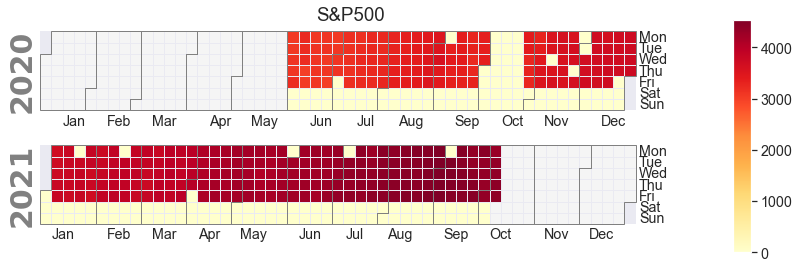 S&P500
2020
Mon
Tue
Wed
Thu
Fri
Sat
Sun
Jan Feb Mar Apr May Jun Jul Aug Sep Oct Nov Dec
2021
Mon
Tue
Wed
Thu
Fri
Sat
Sun
Jan Feb Mar Apr May Jun Jul Aug Sep Oct Nov Dec
4000
3000
2000
1000
0